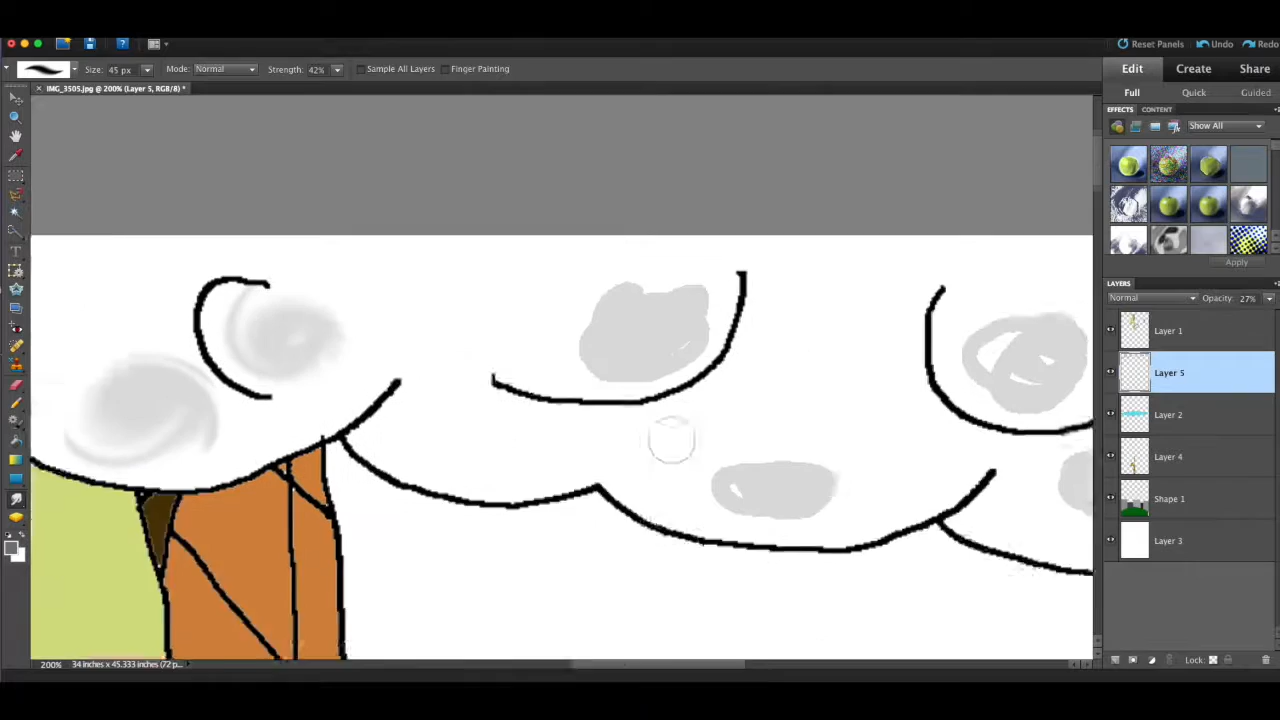 Reset Panels Undo Redo
Size: 45 px Mode: Normal Strength: 42% Sample All Layers Finger Painting
Edit Create Share
IMG_3505.jpg @ 200% (Layer 5, RGB/8) *
Full Quick Guided
EFFECTS CONTENT
Show All
Apply
LAYERS
Normal Opacity: 27%
Layer 1
Layer 5
Layer 2
Layer 4
Shape 1
Layer 3
200% 34 inches x 45.333 inches (72 p...
Lock: